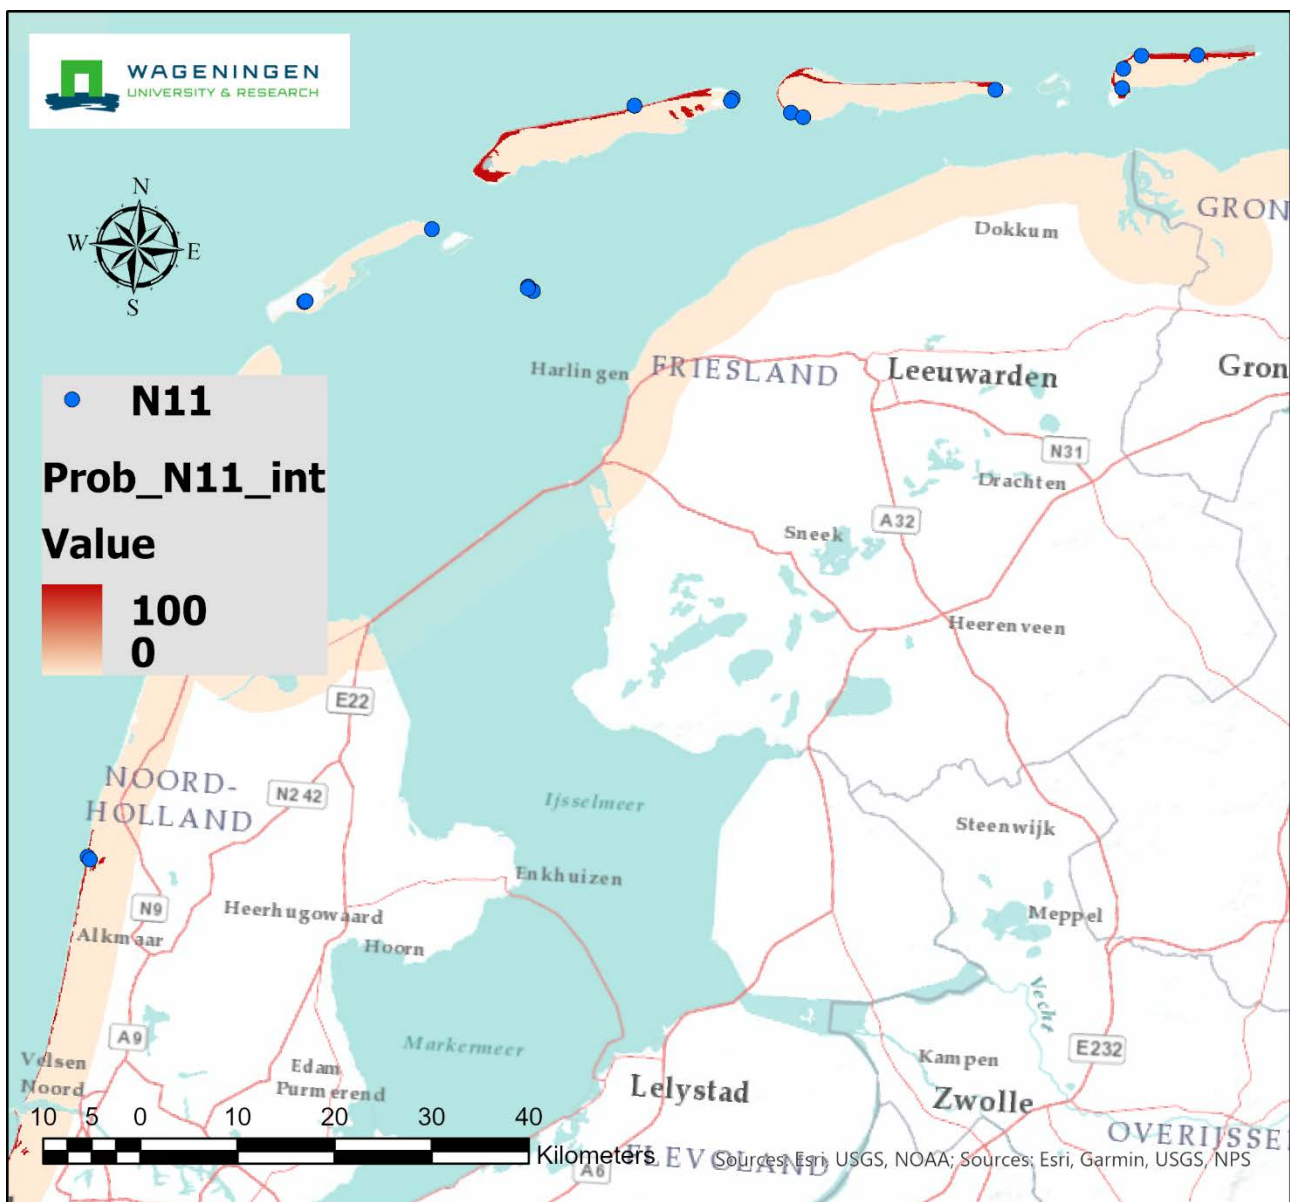 WAGENINGEN
UNIVERSITY & RESEARCH
N
W
E
S
GRON
Dokkum
Harlingen
FRIESLAND
Leeuwarden
Gron
N11
Prob_N11_int
Value
100
0
N31
Drachten
A32
Sneek
Heerenveen
E22
NOORD-
HOLLAND
N242
Ijsselmeer
Steenwijk
Enkhuizen
N9
Heerhugowaard
Meppel
Alkmaar
Hoorn
Vecht
A9
Markermeer
Velsen
Noord
Edam
Purmerend
Kampen
E232
Lelystad
Zwolle
10 5 0 10 20 30 40
Kilometers
OVERIJSSE
FLEVOLAND
A6
Sources: Esri, USGS, NOAA; Sources: Esri, Garmin, USGS, NPS